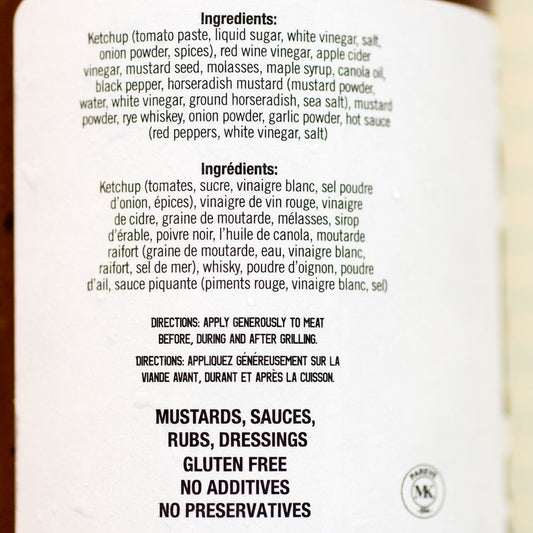 Ingredients:
Ketchup (tomato paste, liquid sugar, white vinegar, salt,
onion powder, spices), red wine vinegar, apple cider
vinegar, mustard seed, molasses, maple syrup, canola oil,
black pepper, horseradish mustard (mustard powder,
water, white vinegar, ground horseradish, sea salt), mustard
powder, rye whiskey, onion powder, garlic powder, hot sauce
(red peppers, white vinegar, salt)
Ingrédients:
Ketchup (tomates, sucre, vinaigre blanc, sel poudre
d'onion, épices), vinaigre de vin rouge, vinaigre
de cidre, graine de moutarde, mélasses, sirop
d'érable, poivre noir, l'huile de canola, moutarde
raifort (graine de moutarde, eau, vinaigre blanc,
raifort, sel de mer), whisky, poudre d'oignon, poudre
d'ail, sauce piquante (piments rouge, vinaigre blanc, sel)
DIRECTIONS: APPLY GENEROUSLY TO MEAT
BEFORE, DURING AND AFTER GRILLING.
DIRECTIONS: APPLIQUEZ GÉNÉREUSEMENT SUR LA
VIANDE AVANT, DURANT ET APRÈS LA CUISSON.
MUSTARDS, SAUCES,
RUBS, DRESSINGS
GLUTEN FREE
NO ADDITIVES
NO PRESERVATIVES
PAREVE
MK